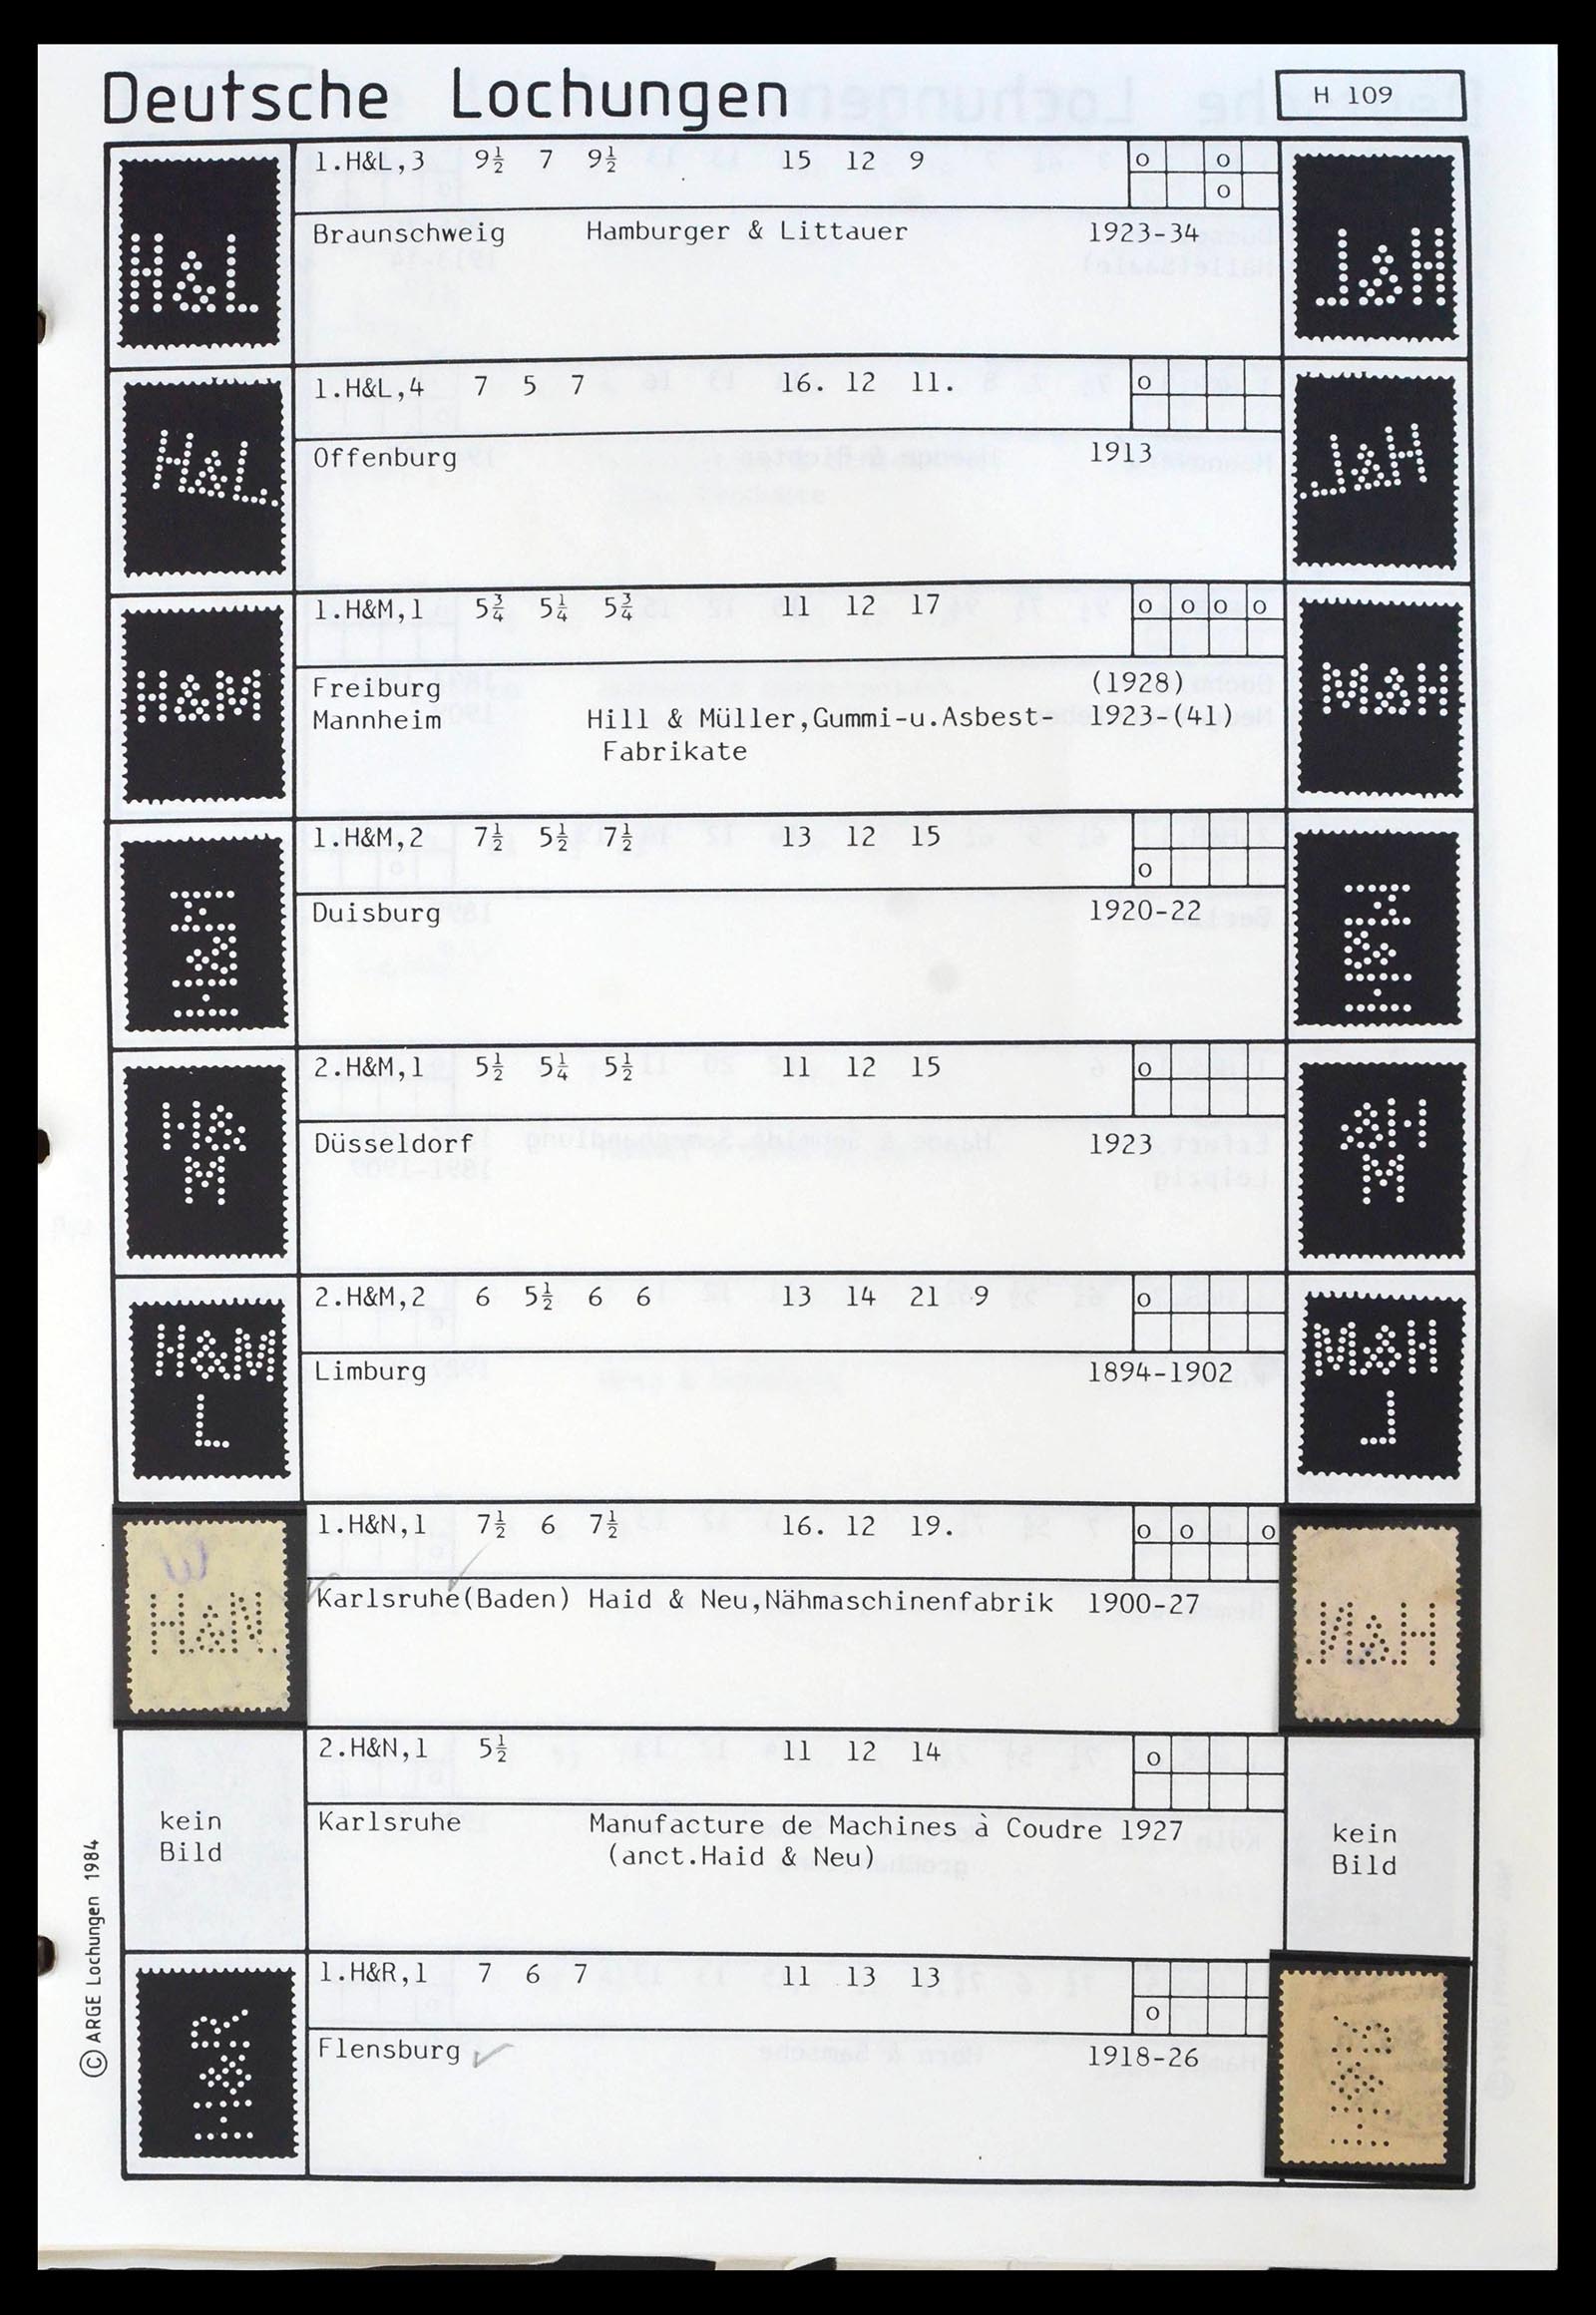 Deutsche Lochungen
H 109
1.H&L,3 9½ 7 9½ 15 12 9 o o
o
H&L
Braunschweig Hamburger & Littauer 1923-34
1.H&L,4 7 5 7 16. 12 11. o
H&L.
Offenburg 1913
1.H&M,1 5¾ 5¼ 5¾ 11 12 17 o o o o
H&M
Freiburg (1928)
Mannheim Hill & Müller,Gummi-u.Asbest- 1923-(41)
Fabrikate
1.H&M,2 7½ 5½ 7½ 13 12 15
o
H&M
Duisburg 1920-22
2.H&M,1 5½ 5¼ 5½ 11 12 15 o
H&
M
Düsseldorf 1923
2.H&M,2 6 5½ 6 6 13 14 21 9 o
H&M
L
Limburg 1894-1902
1.H&N,1 7½ 6 7½ 16. 12 19. o o o
H&N.
Karlsruhe(Baden) Haid & Neu,Nähmaschinenfabrik 1900-27
2.H&N,1 5½ 11 12 14 o
kein
Bild
Karlsruhe Manufacture de Machines à Coudre 1927
(anct.Haid & Neu)
kein
Bild
1.H&R,1 7 6 7 11 13 13
o
H&R
Flensburg 1918-26
© ARGE Lochungen 1984